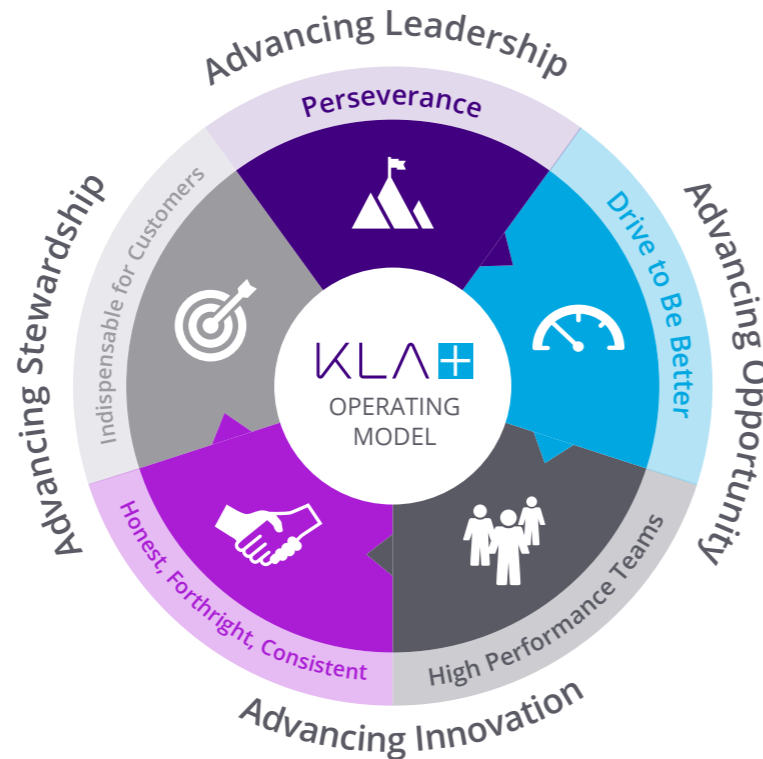 Advancing Leadership
Perseverance
Advancing Opportunity
Drive to Be Better
High Performance Teams
Advancing Innovation
Honest, Forthright, Consistent
Advancing Stewardship
Indispensable for Customers
KLA+
OPERATING
MODEL